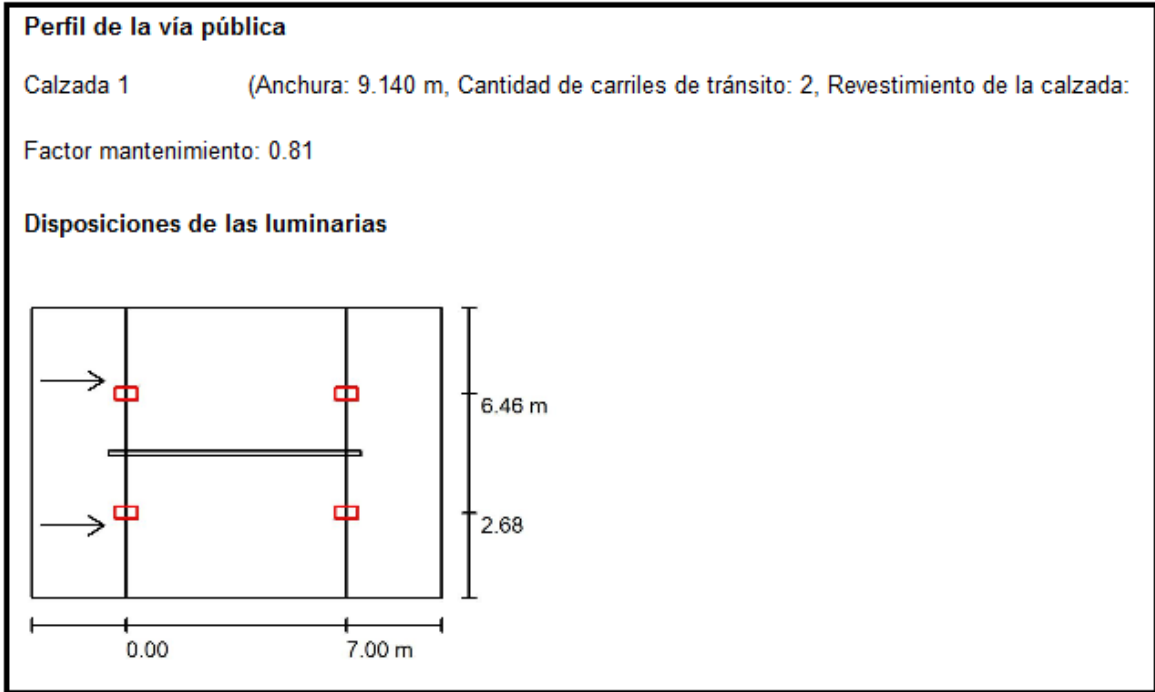 Perfil de la vía pública
Calzada 1 (Anchura: 9.140 m, Cantidad de carriles de tránsito: 2, Revestimiento de la calzada:
Factor mantenimiento: 0.81
Disposiciones de las luminarias
6.46 m
2.68
0.00 7.00 m